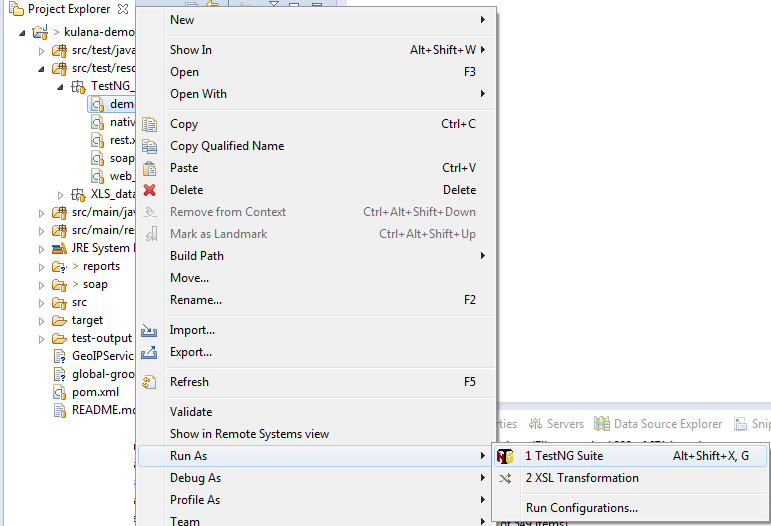 Project Explorer
> kulana-demo
src/test/java
src/test/reso
TestNG_
demo
nativ
rest.x
soap
web_
XLS_data
src/main/jav
src/main/res
JRE System
> reports
> soap
src
target
test-output
GeoIPServic
global-groo
pom.xml
README.md
New
Show In Alt+Shift+W
Open F3
Open With
Copy Ctrl+C
Copy Qualified Name
Paste Ctrl+V
Delete Delete
Remove from Context Ctrl+Alt+Shift+Down
Mark as Landmark Ctrl+Alt+Shift+Up
Build Path
Move...
Rename... F2
Import...
Export...
Refresh F5
Validate
Show in Remote Systems view
Run As
Debug As
Profile As
Team
rties Servers Data Source Explorer Snip
1 TestNG Suite Alt+Shift+X, G
2 XSL Transformation
Run Configurations...
of 549 items)